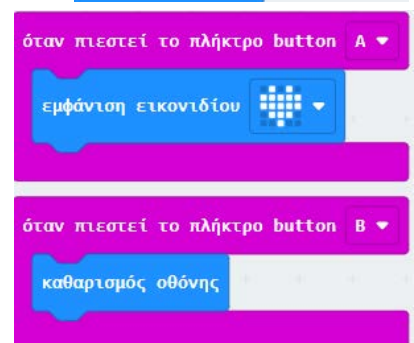 όταν πιεστεί το πλήκτρο button A
εμφάνιση εικονιδίου
όταν πιεστεί το πλήκτρο button B
καθαρισμός οθόνης